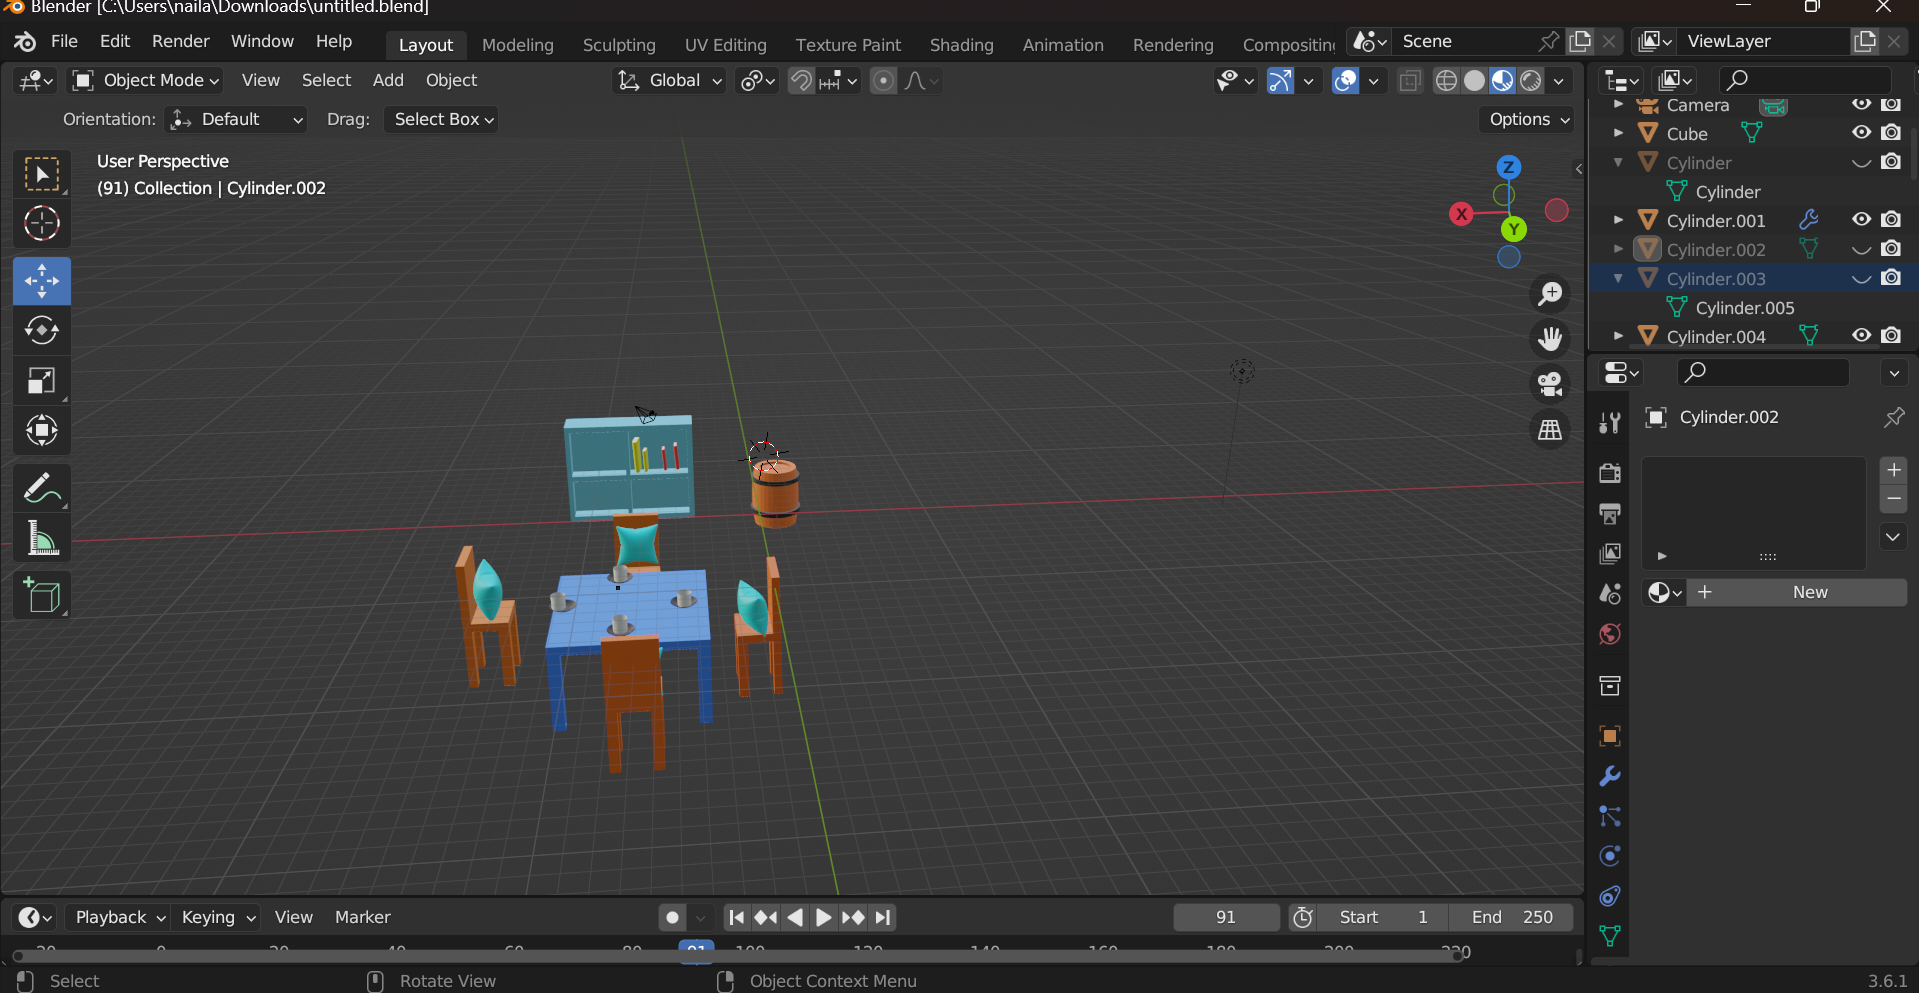 Blender [C:\Users\naila\Downloads\untitled.blend]
File Edit Render Window Help Layout Modeling Sculpting UV Editing Texture Paint Shading Animation Rendering Compositing Scene ViewLayer
Object Mode View Select Add Object Global
Orientation: Default Drag: Select Box Options
User Perspective
(91) Collection | Cylinder.002
Z
X
Y
Camera
Cube
Cylinder
Cylinder
Cylinder.001
Cylinder.002
Cylinder.003
Cylinder.005
Cylinder.004
Cylinder.002
New
Playback Keying View Marker 91 Start 1 End 250
-20 0 20 40 60 80 91 100 120 140 160 180 200 220
Select Rotate View Object Context Menu 3.6.1